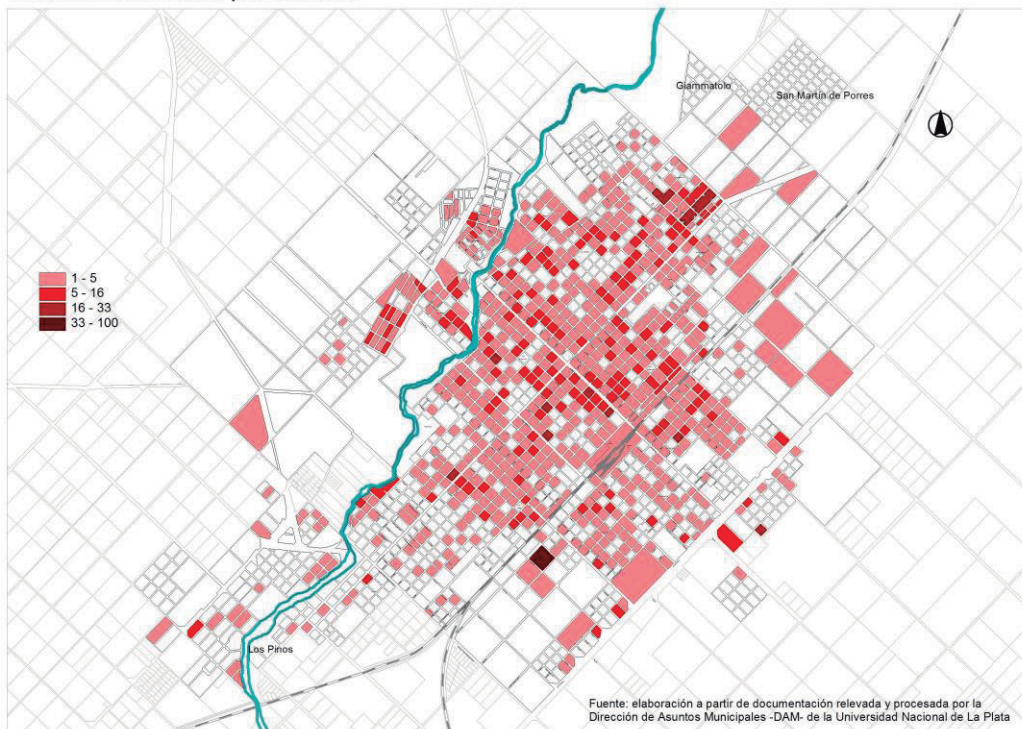 Giammatolo
San Martín de Porres
1 - 5
5 - 16
16 - 33
33 - 100
Los Pinos
Fuente: elaboración a partir de documentación relevada y procesada por la
Dirección de Asuntos Municipales -DAM- de la Universidad Nacional de La Plata